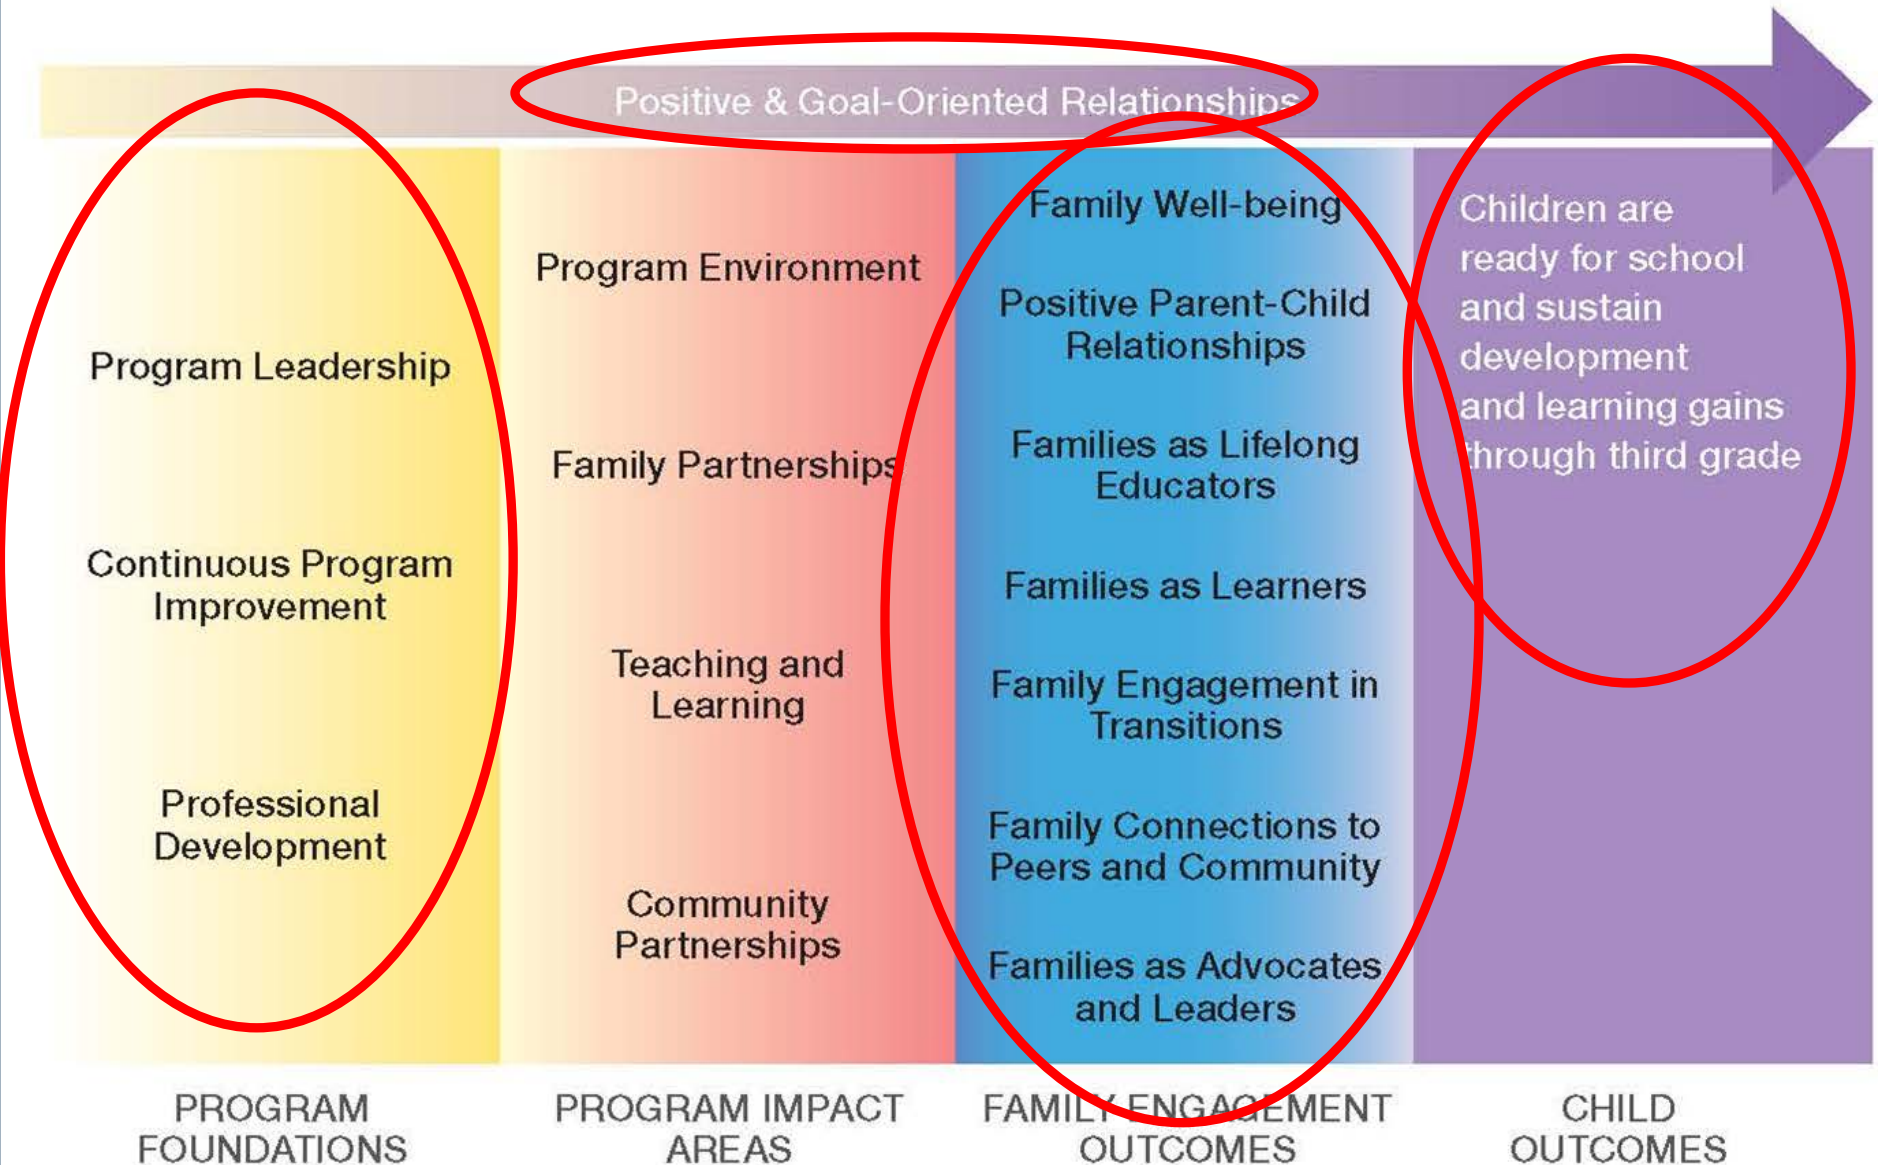 Positive & Goal-Oriented Relationships
Program Leadership
Continuous Program
Improvement
Professional
Development
PROGRAM
FOUNDATIONS
Program Environment
Family Partnerships
Teaching and
Learning
Community
Partnerships
PROGRAM IMPACT
AREAS
Family Well-being
Positive Parent-Child
Relationships
Families as Lifelong
Educators
Families as Learners
Family Engagement in
Transitions
Family Connections to
Peers and Community
Families as Advocates
and Leaders
FAMILY ENGAGEMENT
OUTCOMES
Children are
ready for school
and sustain
development
and learning gains
through third grade
CHILD
OUTCOMES